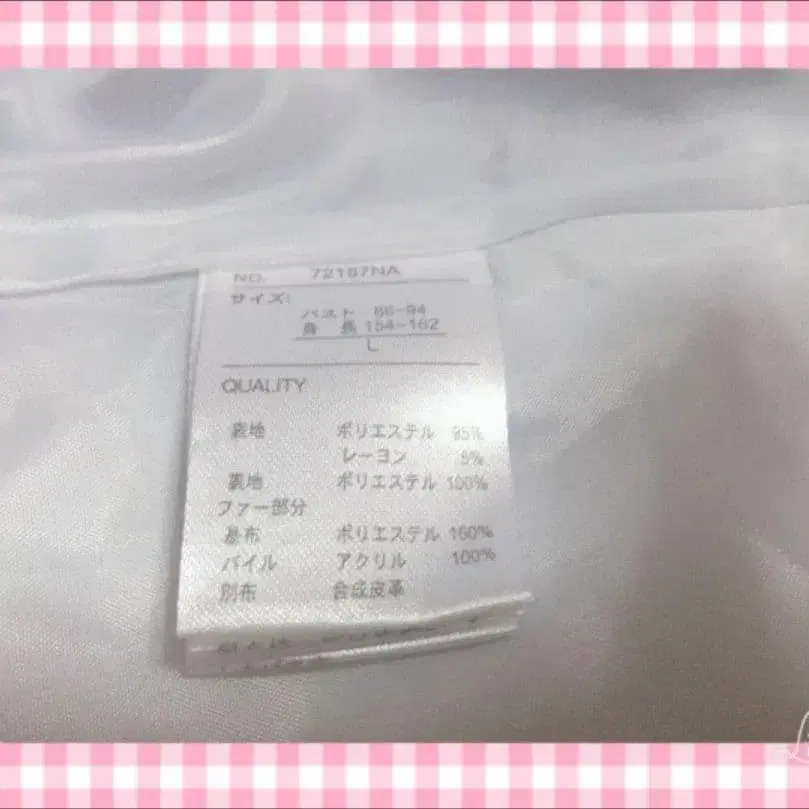 NO. 72187NA
サイズ:
バスト 86-94
身長 154~162
L
QUALITY
表地 ポリエステル 95%
レーヨン 5%
裏地 ポリエステル 100%
ファー部分
基布 ポリエステル 100%
パイル アクリル 100%
別布 合成皮革